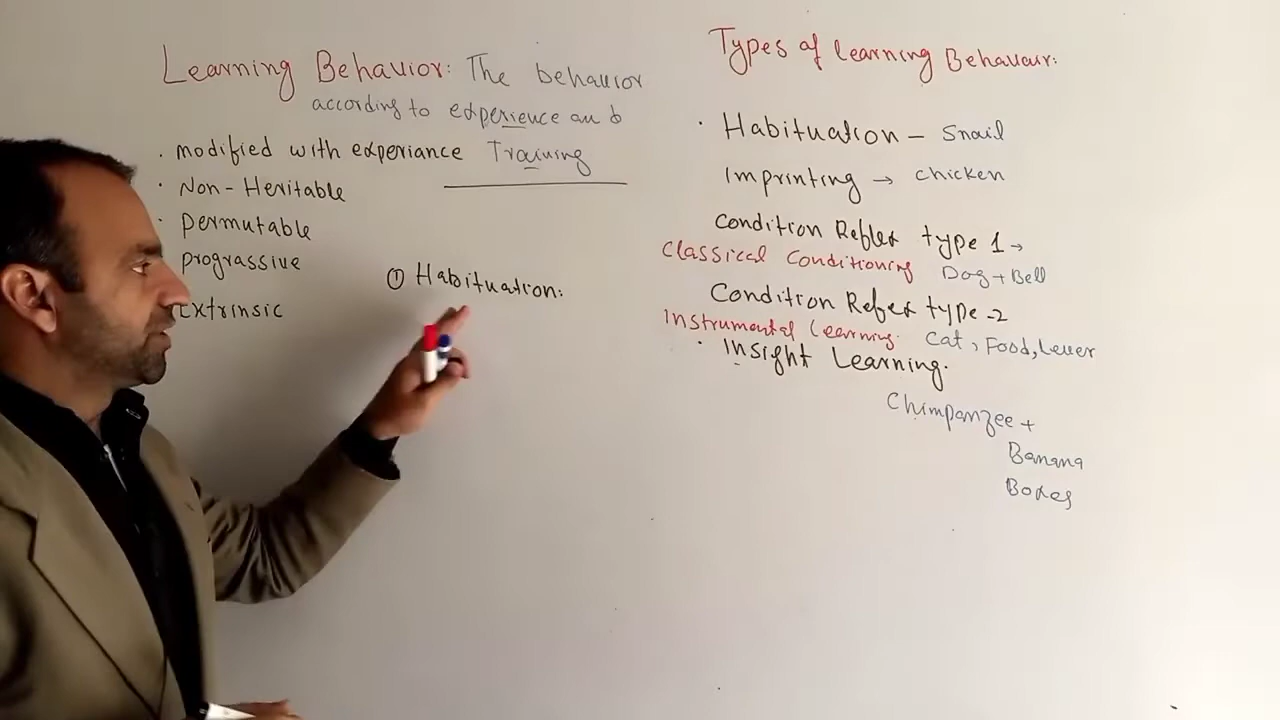 Learning Behavior: The behavior
according to experience and
. modified with experiance Training
. Non-Heritable
. permutable
prograssive
Extrinsic
① Habituation:
Types of learning Behaviour:
. Habituation – Snail
Imprinting → chicken
Condition Reflex type 1 →
Classical Conditioning Dog + Bell
Condition Reflex type -2
Instrumental Learning. Cat, Food, Lever
. Insight Learning.
Chimpanzee +
Banana
Boxes